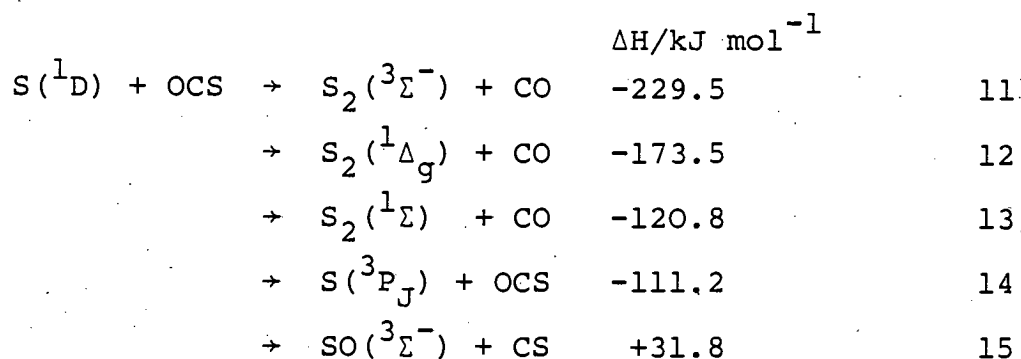 ΔH/kJ mol⁻¹
S(¹D) + OCS → S₂(³Σ⁻) + CO -229.5 11
→ S₂(¹Δg) + CO -173.5 12
→ S₂(¹Σ) + CO -120.8 13
→ S(³P_J) + OCS -111.2 14
→ SO(³Σ⁻) + CS +31.8 15